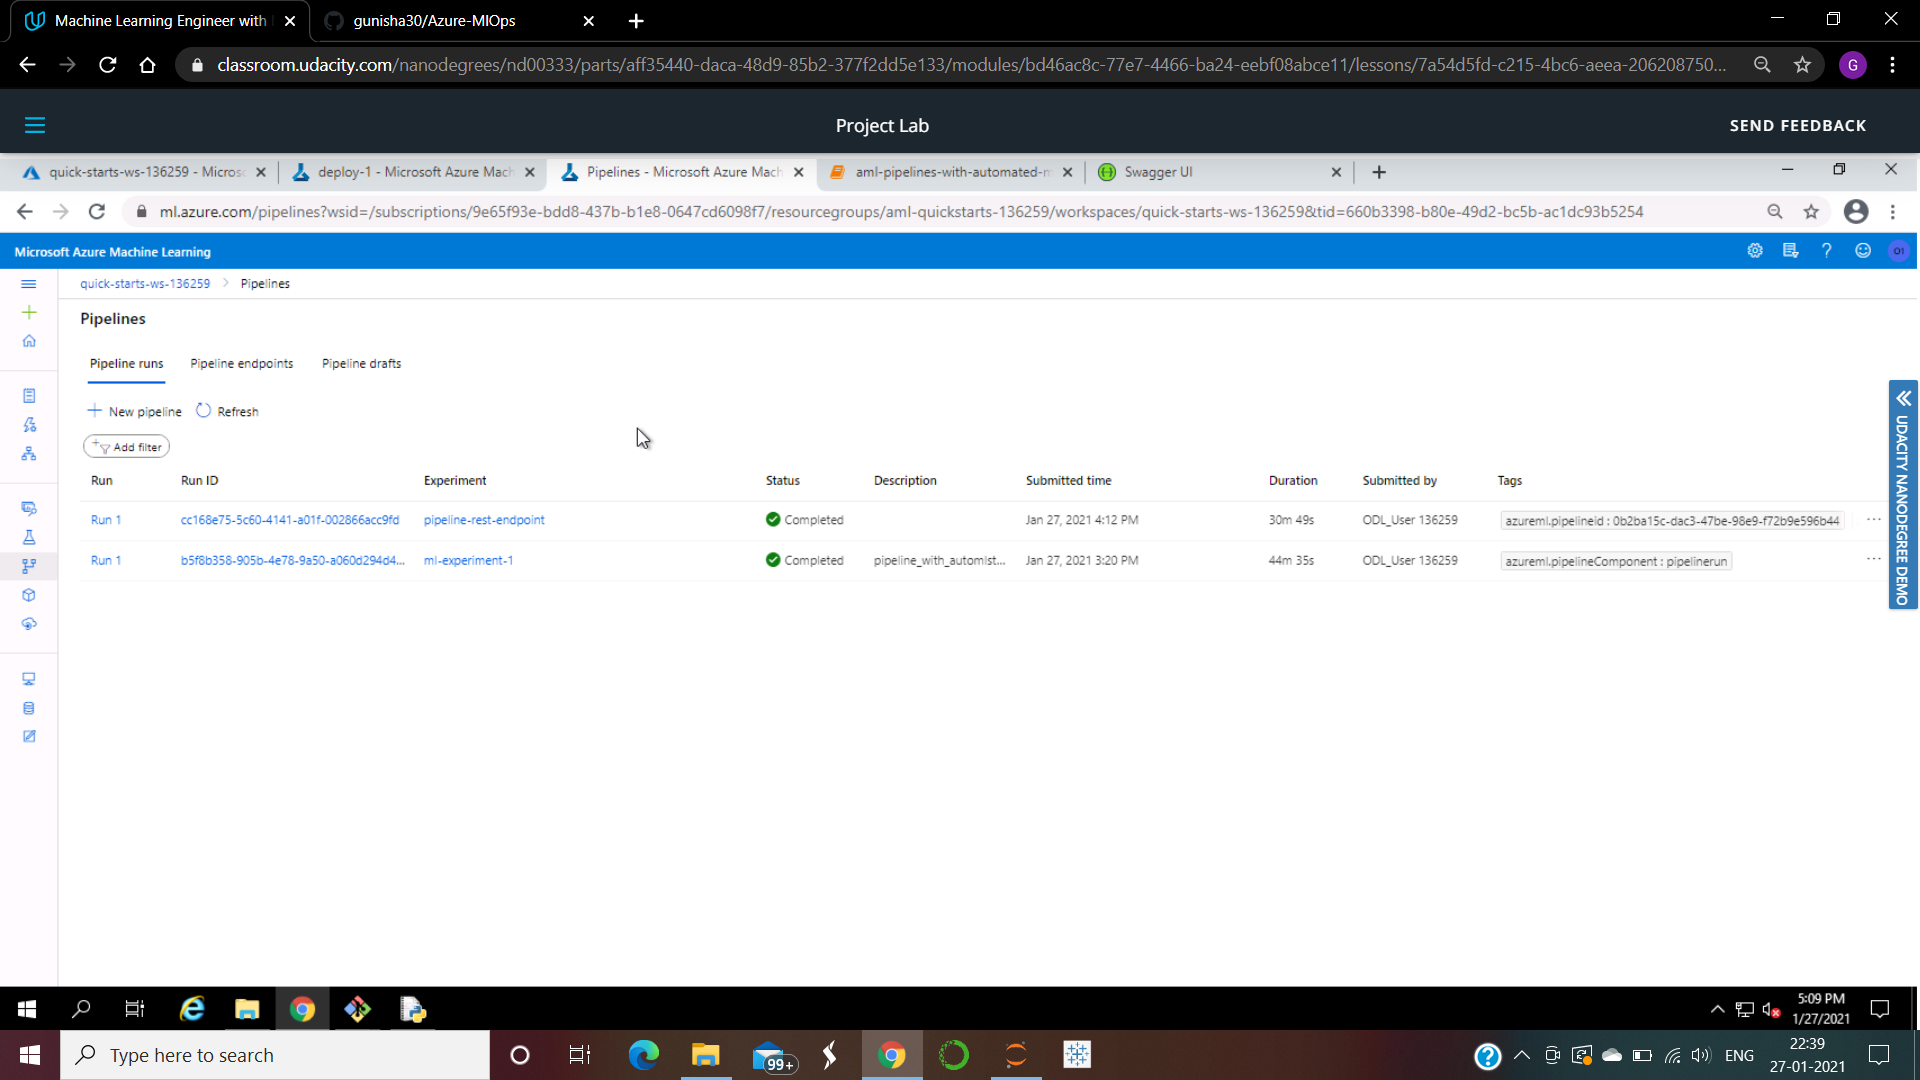 Machine Learning Engineer with
gunisha30/Azure-MlOps
classroom.udacity.com/nanodegrees/nd00333/parts/aff35440-daca-48d9-85b2-377f2dd5e133/modules/bd46ac8c-77e7-4466-ba24-eebf08abce11/lessons/7a54d5fd-c215-4bc6-aeea-206208750...
G
Project Lab
SEND FEEDBACK
quick-starts-ws-136259 - Micros
deploy-1 - Microsoft Azure Mach
Pipelines - Microsoft Azure Mach
aml-pipelines-with-automated-m
Swagger UI
ml.azure.com/pipelines?wsid=/subscriptions/9e65f93e-bdd8-437b-b1e8-0647cd6098f7/resourcegroups/aml-quickstarts-136259/workspaces/quick-starts-ws-136259&tid=660b3398-b80e-49d2-bc5b-ac1dc93b5254
Microsoft Azure Machine Learning
O1
quick-starts-ws-136259 > Pipelines
Pipelines
Pipeline runs Pipeline endpoints Pipeline drafts
New pipeline Refresh
Add filter
Run Run ID Experiment Status Description Submitted time Duration Submitted by Tags
Run 1 cc168e75-5c60-4141-a01f-002866acc9fd pipeline-rest-endpoint Completed Jan 27, 2021 4:12 PM 30m 49s ODL_User 136259 azureml.pipelineid : 0b2ba15c-dac3-47be-98e9-f72b9e596b44 ...
Run 1 b5f8b358-905b-4e78-9a50-a060d294d4... ml-experiment-1 Completed pipeline_with_automlst... Jan 27, 2021 3:20 PM 44m 35s ODL_User 136259 azureml.pipelineComponent : pipelinerun ...
UDACITY NANODEGREE DEMO
5:09 PM
1/27/2021
Type here to search
99+
ENG
22:39
27-01-2021